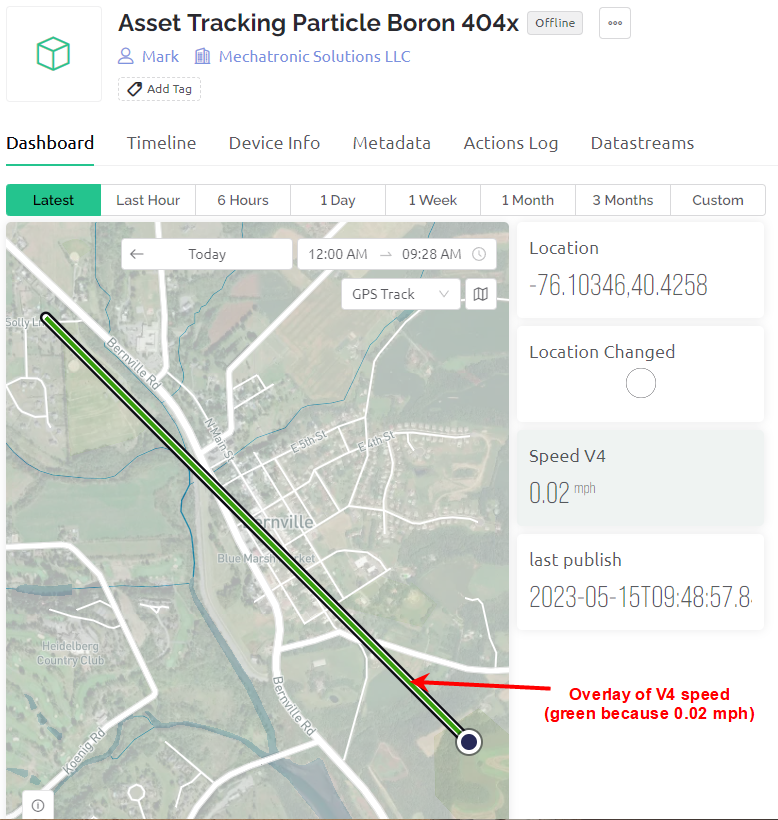 Asset Tracking Particle Boron 404x
Offline
Mark
Mechatronic Solutions LLC
Add Tag
Dashboard
Timeline
Device Info
Metadata
Actions Log
Datastreams
Latest
Last Hour
6 Hours
1 Day
1 Week
1 Month
3 Months
Custom
Today
12:00 AM → 09:28 AM
GPS Track
Solly L
Bernville Rd
N Main St
E 5th St
E 4th St
ernville
Blue Marsh
ket
Heidelberg
Country Club
Bernville Rd
Koenig Rd
Location
-76.10346,40.4258
Location Changed
Speed V4
0.02 mph
last publish
2023-05-15T09:48:57.8
Overlay of V4 speed
(green because 0.02 mph)